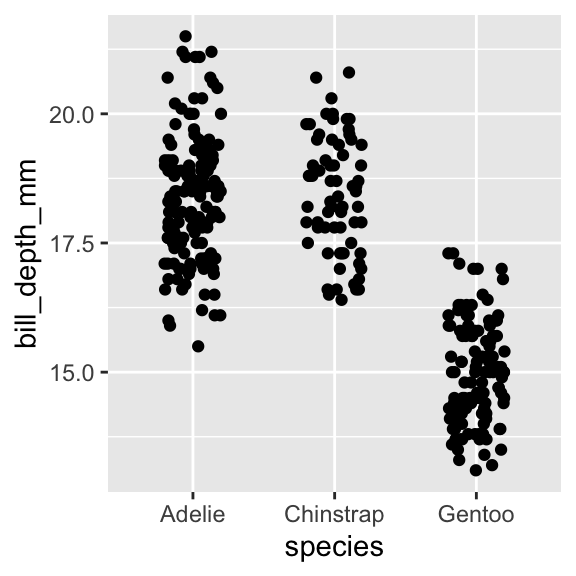 bill_depth_mm
20.0
17.5
15.0
Adelie Chinstrap Gentoo
species